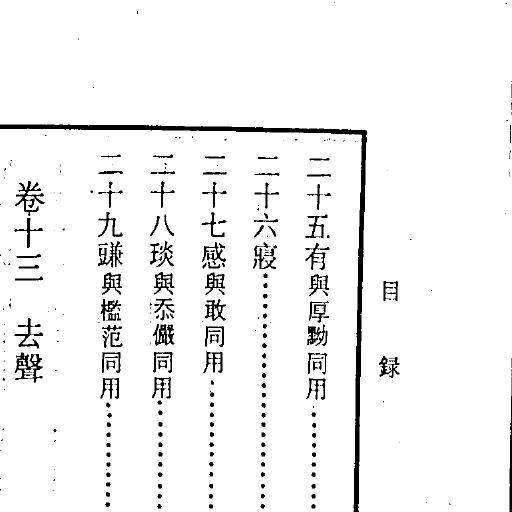 目録
二十五有與厚黝同用
二十六寑
二十七感與敢同用
二十八琰與忝儼同用
二十九豏與檻范同用
卷十三 去聲